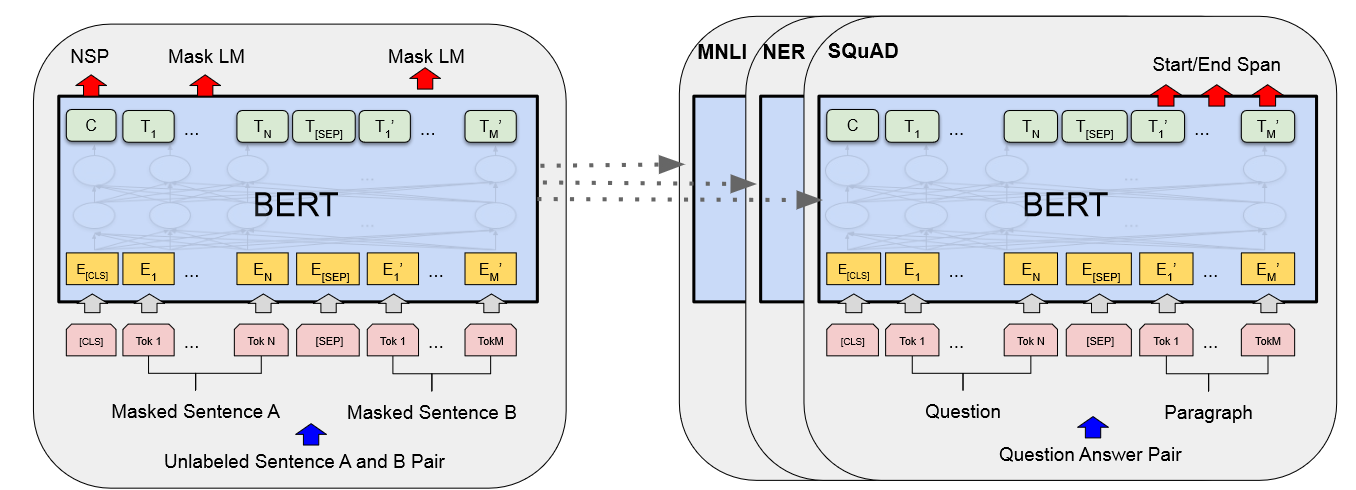 NSP Mask LM Mask LM
C T1 ... TN T[SEP] T1’ ... TM’
...
BERT
...
E[CLS] E1 ... EN E[SEP] E1’ ... EM’
[CLS] Tok 1 ... Tok N [SEP] Tok 1 ... TokM
Masked Sentence A Masked Sentence B
Unlabeled Sentence A and B Pair
MNLI NER SQuAD
Start/End Span
C T1 ... TN T[SEP] T1’ ... TM’
...
BERT
...
E[CLS] E1 ... EN E[SEP] E1’ ... EM’
[CLS] Tok 1 ... Tok N [SEP] Tok 1 ... TokM
Question Paragraph
Question Answer Pair